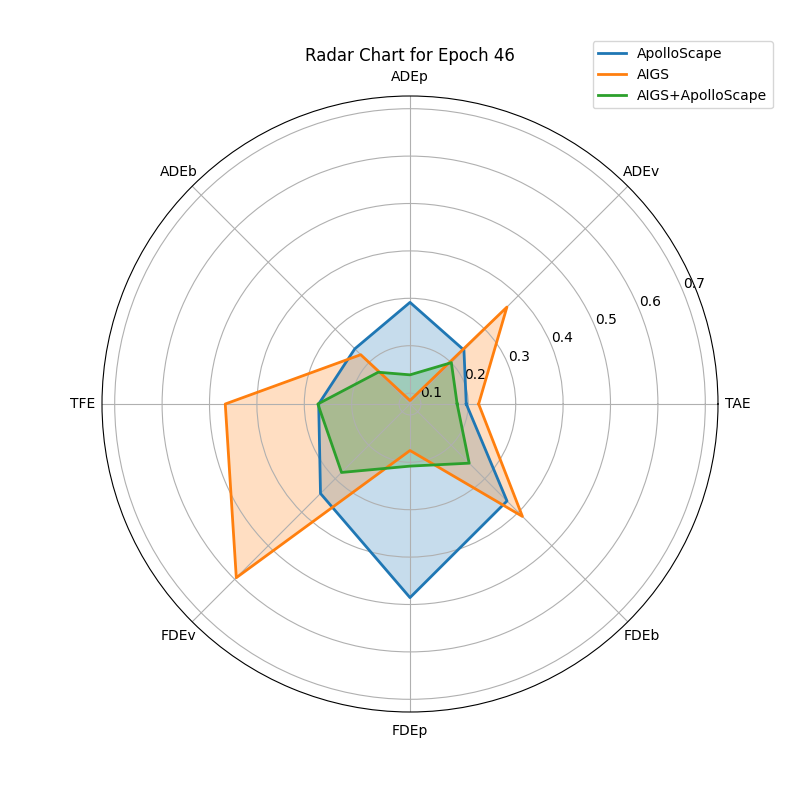 Radar Chart for Epoch 46
ApolloScape
AIGS
AIGS+ApolloScape
ADEp
ADEb
ADEv
0.7
0.6
0.5
0.4
0.3
0.2
0.1
TFE
TAE
FDEv
FDEb
FDEp